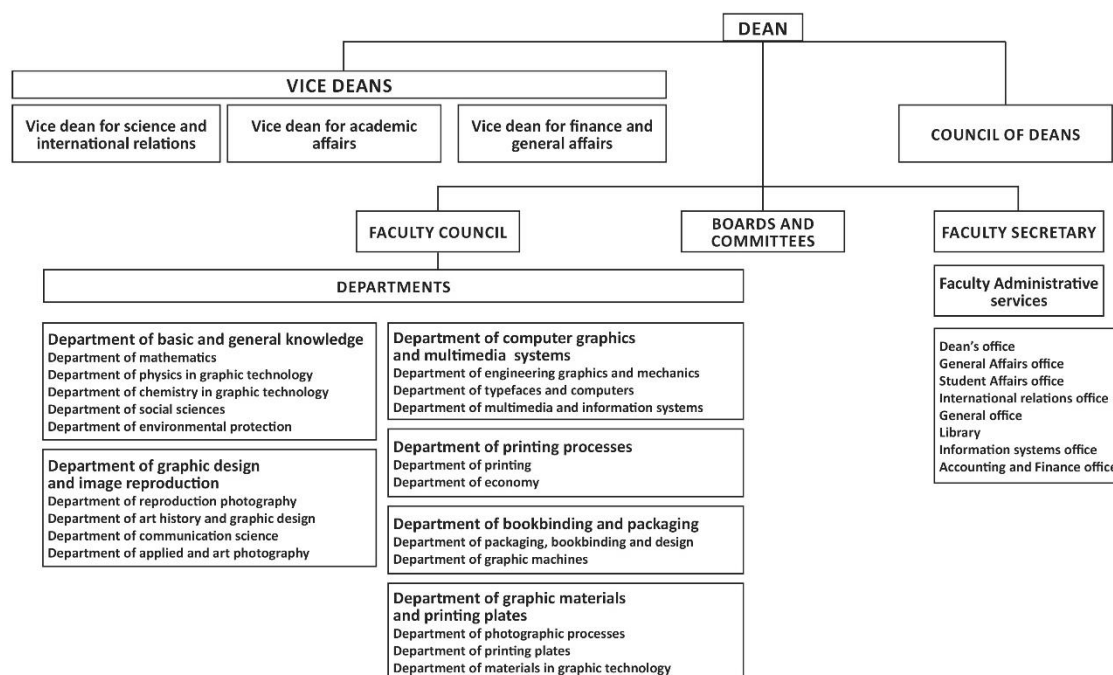 DEAN
VICE DEANS
Vice dean for science and
international relations
Vice dean for academic
affairs
Vice dean for finance and
general affairs
COUNCIL OF DEANS
FACULTY COUNCIL
BOARDS AND
COMMITTEES
FACULTY SECRETARY
DEPARTMENTS
Faculty Administrative
services
Department of basic and general knowledge
Department of mathematics
Department of physics in graphic technology
Department of chemistry in graphic technology
Department of social sciences
Department of environmental protection
Department of graphic design
and image reproduction
Department of reproduction photography
Department of art history and graphic design
Department of communication science
Department of applied and art photography
Department of computer graphics
and multimedia systems
Department of engineering graphics and mechanics
Department of typefaces and computers
Department of multimedia and information systems
Department of printing processes
Department of printing
Department of economy
Department of bookbinding and packaging
Department of packaging, bookbinding and design
Department of graphic machines
Department of graphic materials
and printing plates
Department of photographic processes
Department of printing plates
Department of materials in graphic technology
Dean's office
General Affairs office
Student Affairs office
International relations office
General office
Library
Information systems office
Accounting and Finance office